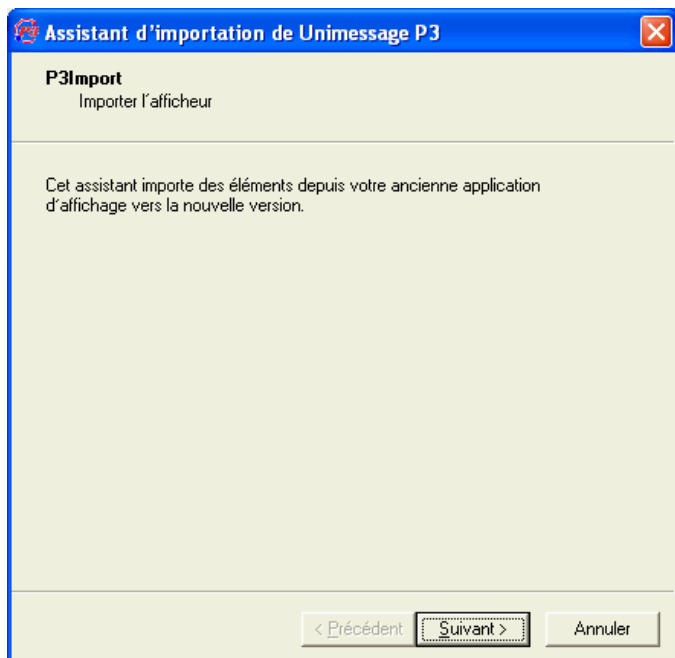 Assistant d'importation de Unimessage P3
P3Import
Importer l'afficheur
Cet assistant importe des éléments depuis votre ancienne application
d'affichage vers la nouvelle version.
< Précédent
Suivant >
Annuler